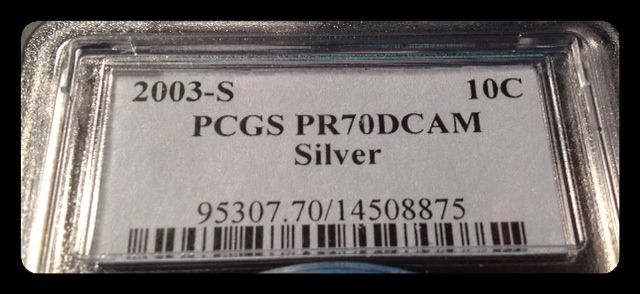 2003-S 10C
PCGS PR70DCAM
Silver
95307.70/14508875